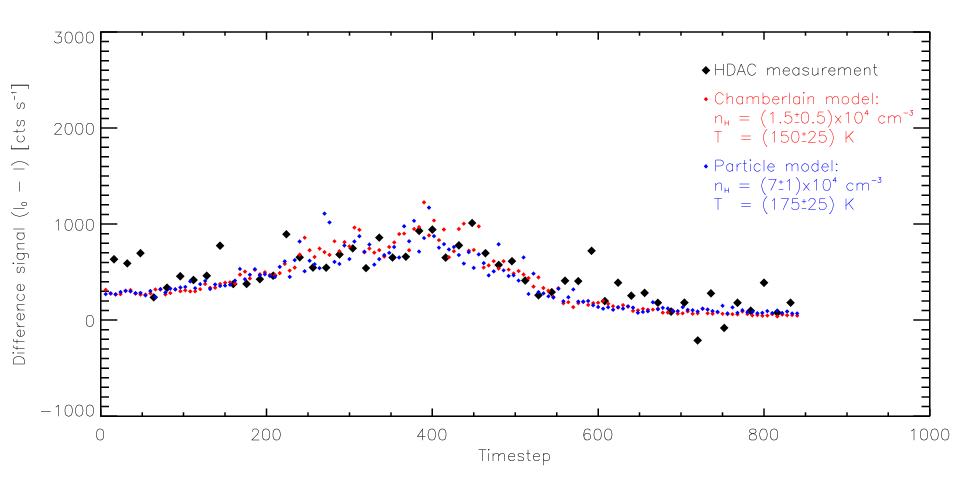 3000
2000
1000
0
−1000
Difference signal (I₀ − I) [cts s⁻¹]
0 200 400 600 800 1000
Timestep
HDAC measurement
Chamberlain model:
n_H = (1.5±0.5)x10⁴ cm⁻³
T = (150±25) K
Particle model:
n_H = (7±1)x10⁴ cm⁻³
T = (175±25) K